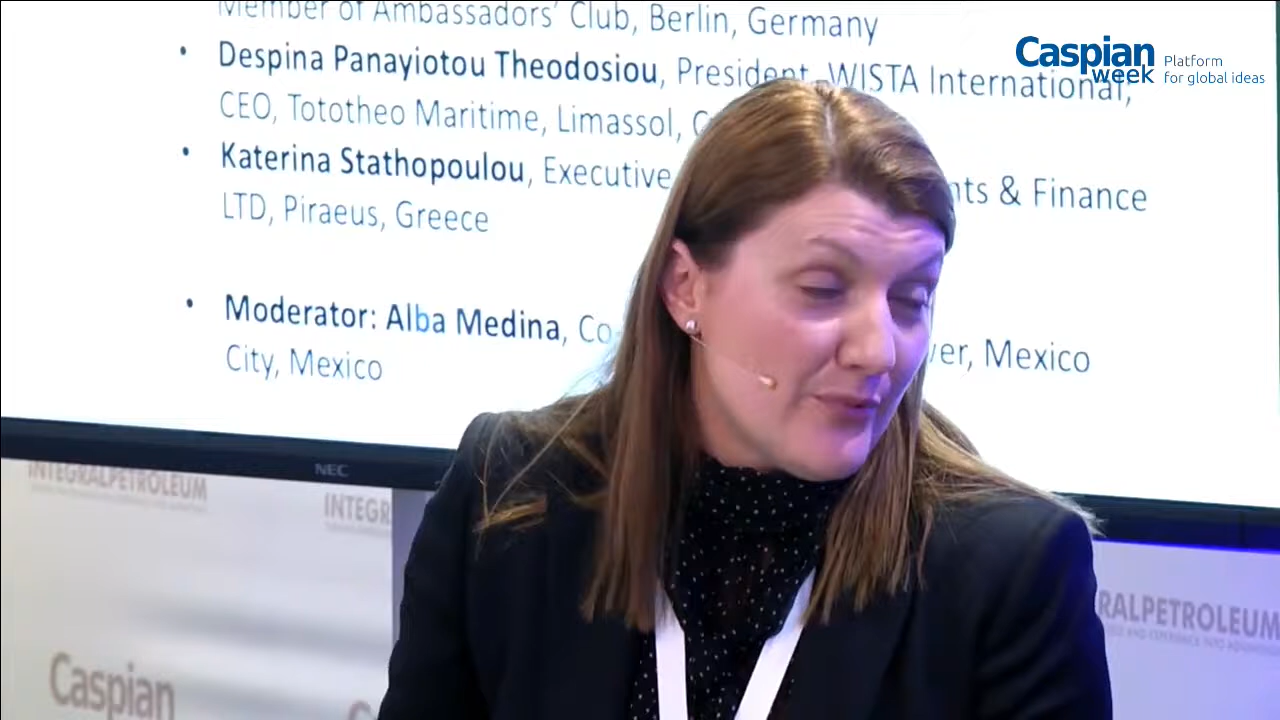 Member of Ambassadors' Club, Berlin, Germany
• Despina Panayiotou Theodosiou, President, WISTA International,
CEO, Tototheo Maritime, Limassol,
• Katerina Stathopoulou, Executive & Finance
LTD, Piraeus, Greece
• Moderator: Alba Medina, Co- Mexico
City, Mexico
Caspian week Platform for global ideas
NEC
INTEGRALPETROLEUM
INTEGR
RALPETROLEUM
Caspian